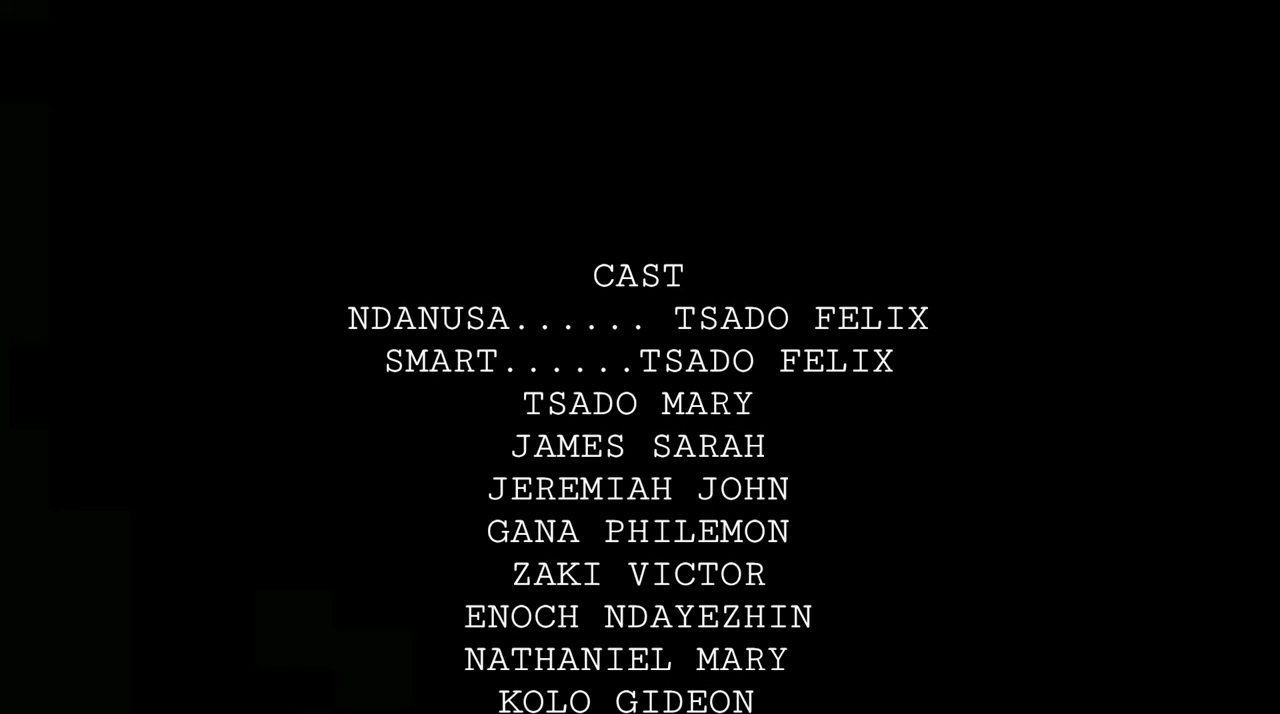 CAST
NDANUSA...... TSADO FELIX
SMART......TSADO FELIX
TSADO MARY
JAMES SARAH
JEREMIAH JOHN
GANA PHILEMON
ZAKI VICTOR
ENOCH NDAYEZHIN
NATHANIEL MARY
KOLO GIDEON